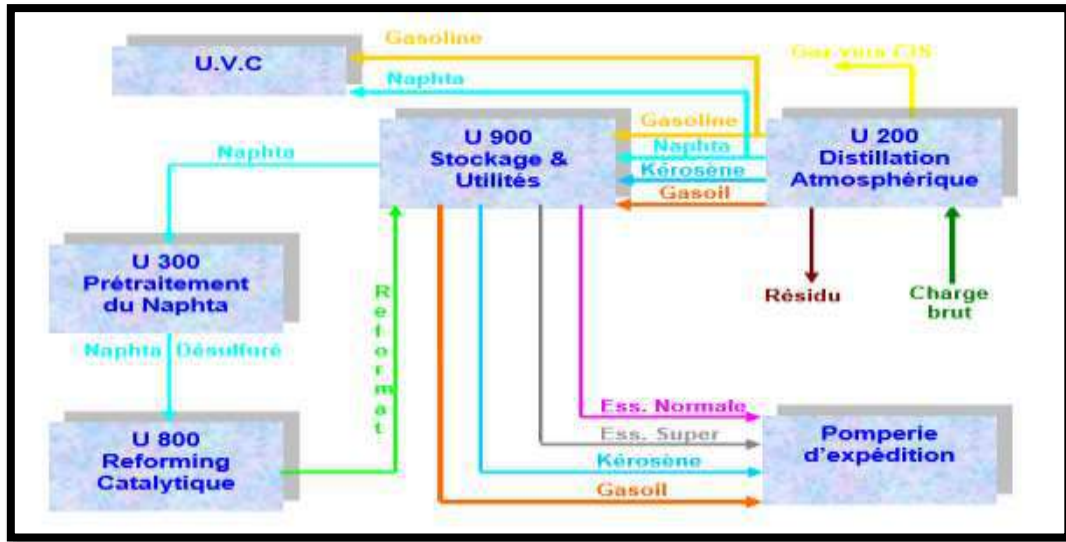 Gasoline
Gaz vers CIS
U.V.C
Naphta
Gasoline
U 900
Stockage &
Utilités
Naphta
Kérosène
Gasoil
U 200
Distillation
Atmosphérique
Naphta
U 300
Prétraitement
du Naphta
Reformat
Résidu
Charge
brut
Naphta Désulfuré
U 800
Reforming
Catalytique
Ess. Normale
Ess. Super
Kérosène
Gasoil
Pomperie
d'expédition